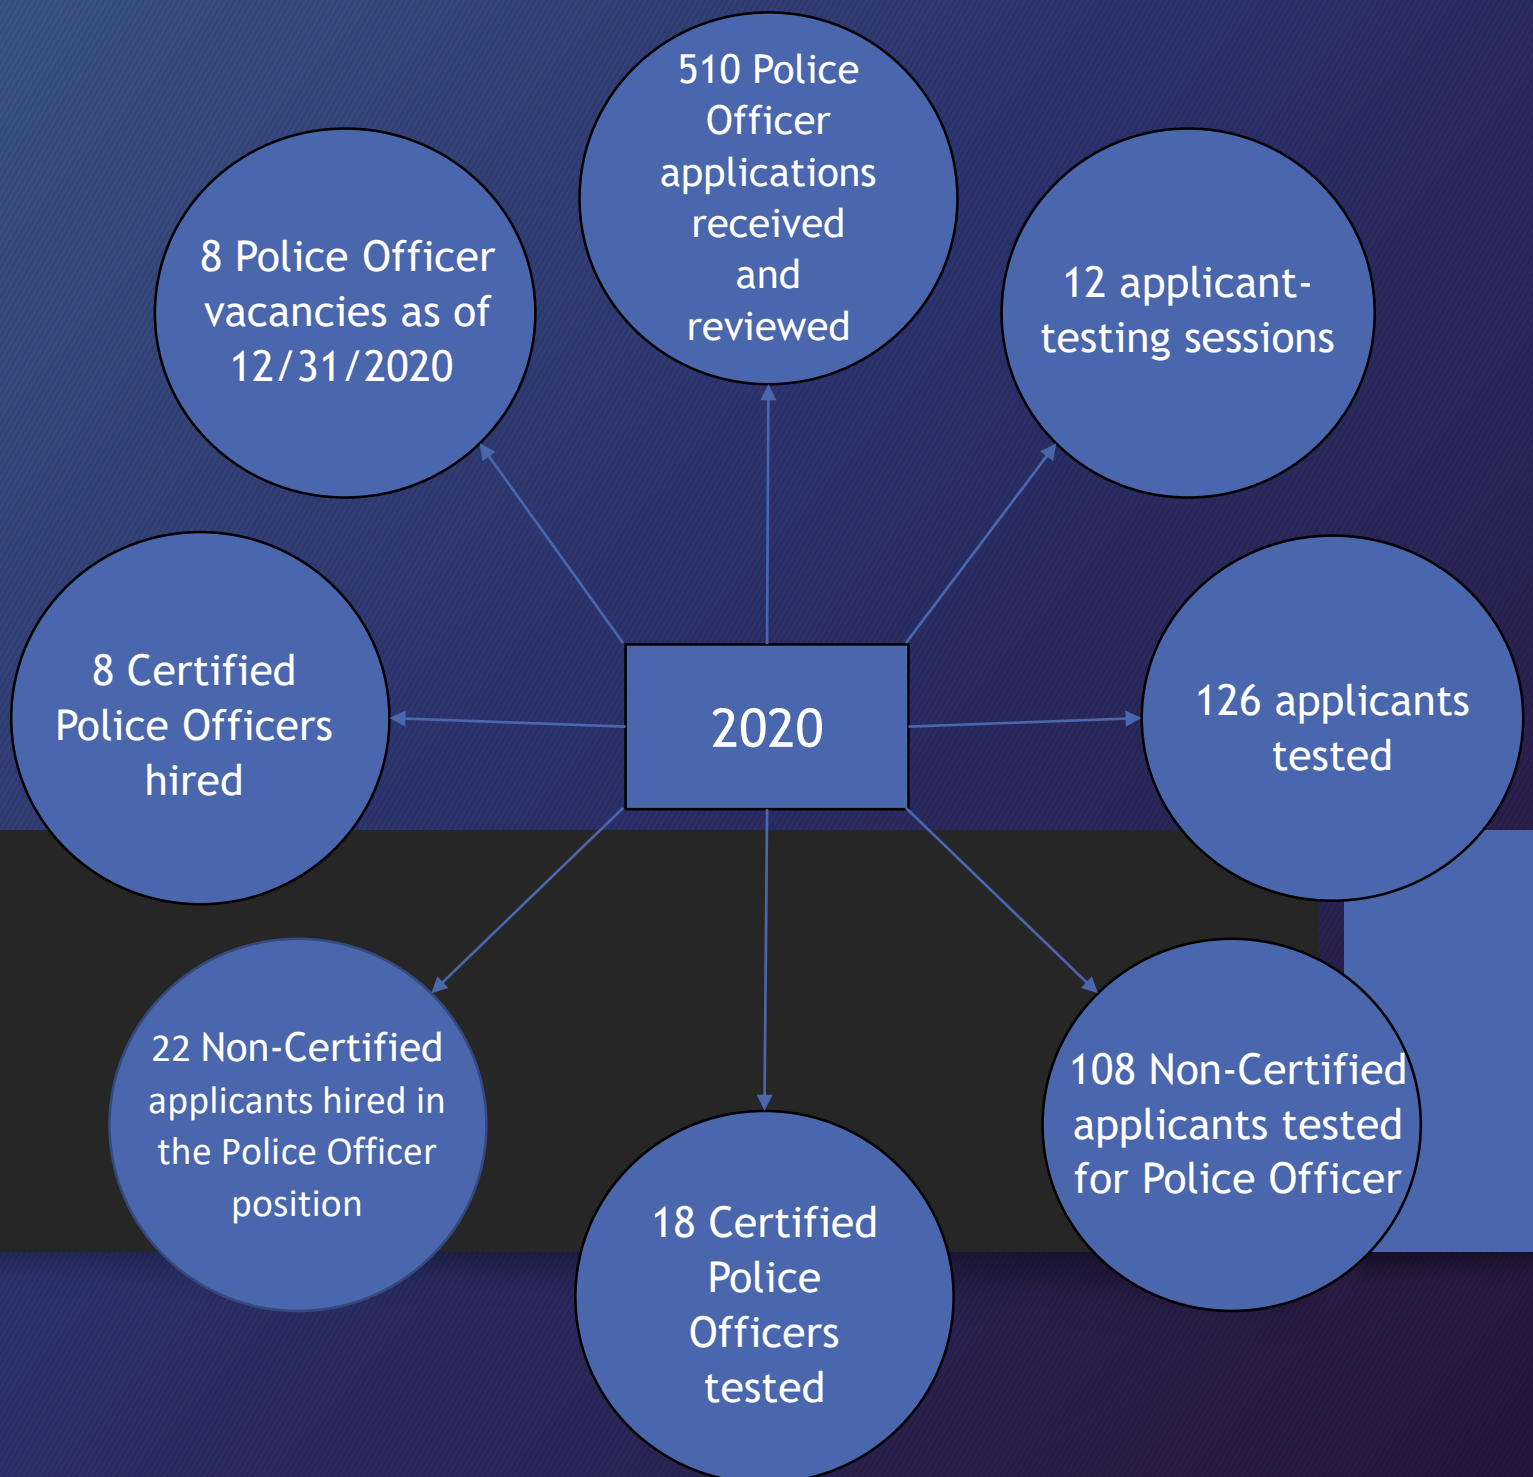 510 Police
Officer
applications
received
and
reviewed
8 Police Officer
vacancies as of
12/31/2020
12 applicant-
testing sessions
8 Certified
Police Officers
hired
2020
126 applicants
tested
22 Non-Certified
applicants hired in
the Police Officer
position
108 Non-Certified
applicants tested
for Police Officer
18 Certified
Police
Officers
tested